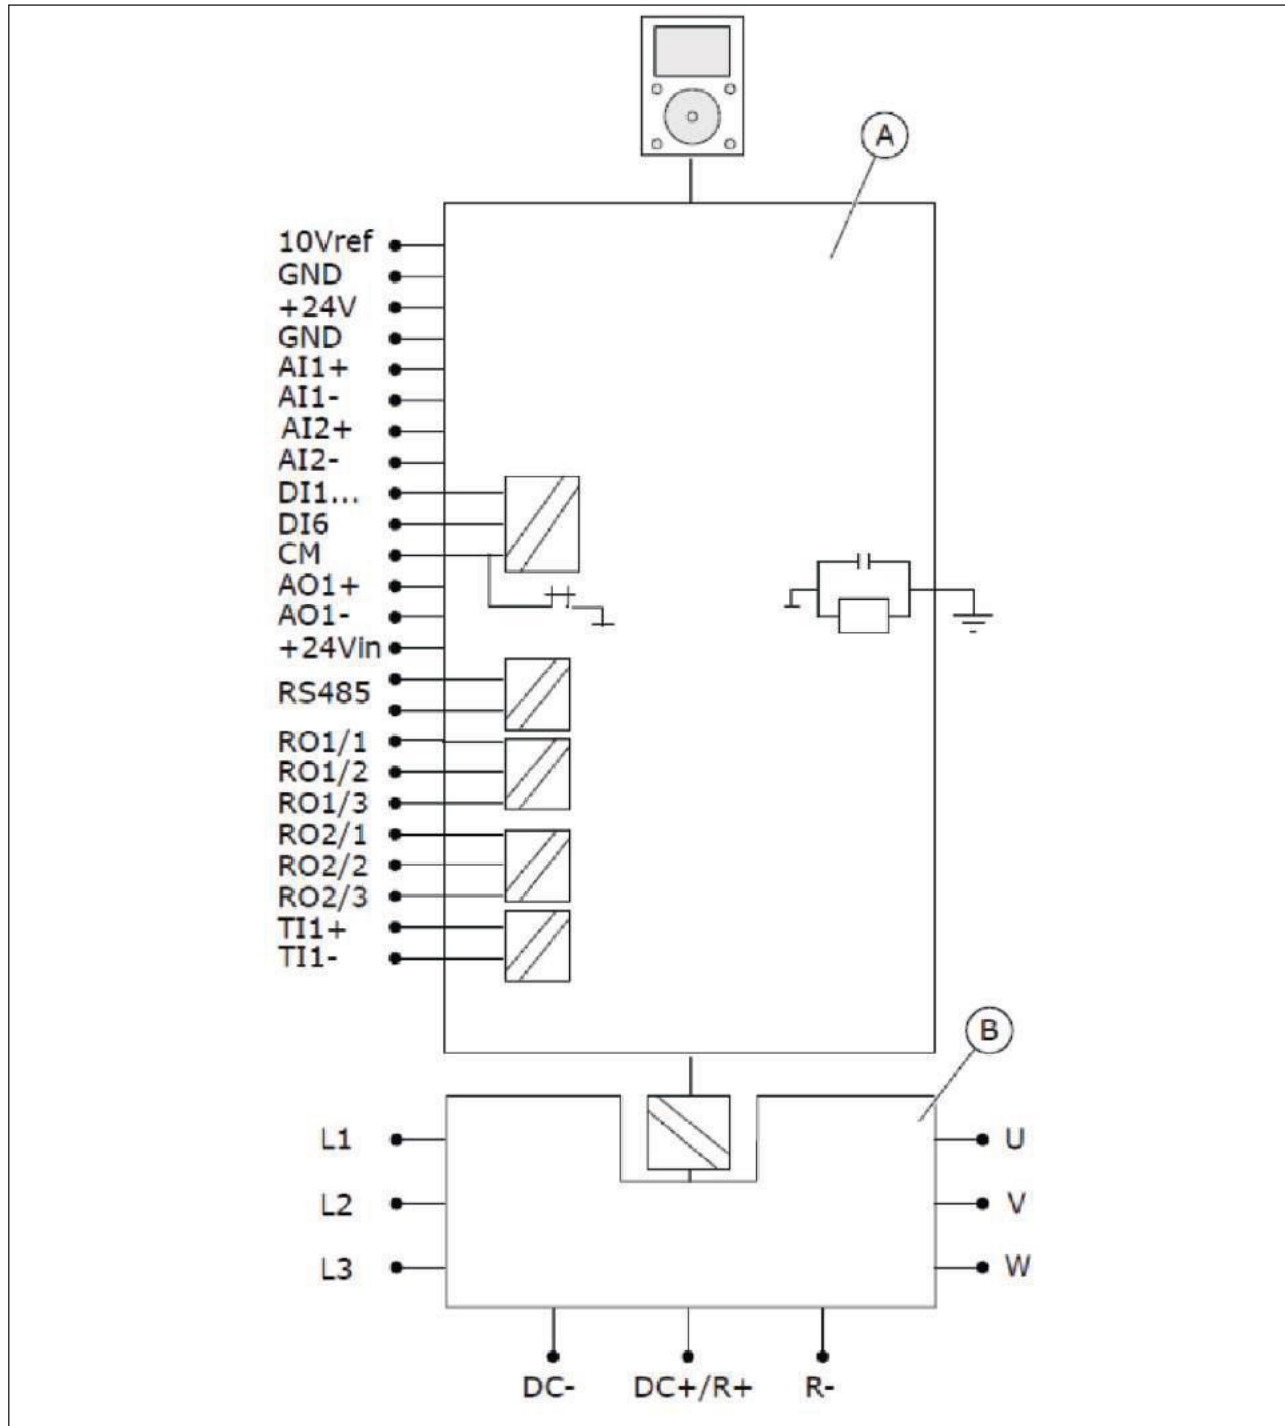 A
10Vref
GND
+24V
GND
AI1+
AI1-
AI2+
AI2-
DI1...
DI6
CM
AO1+
AO1-
+24Vin
RS485
RO1/1
RO1/2
RO1/3
RO2/1
RO2/2
RO2/3
TI1+
TI1-
B
L1 U
L2 V
L3 W
DC- DC+/R+ R-